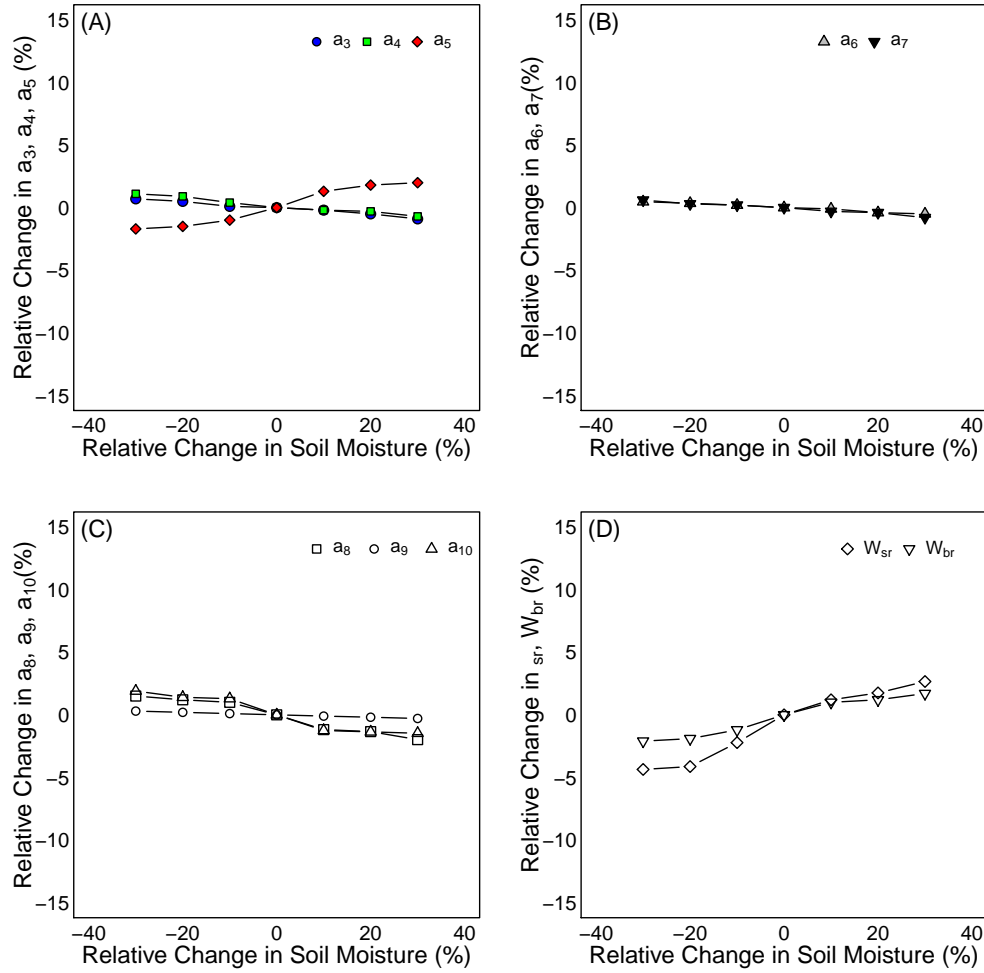 (A)
a3 a4 a5
15
10
5
0
−5
−10
−15
−40 −20 0 20 40
Relative Change in a3, a4, a5 (%)
Relative Change in Soil Moisture (%)
(B)
a6 a7
15
10
5
0
−5
−10
−15
−40 −20 0 20 40
Relative Change in a6, a7(%)
Relative Change in Soil Moisture (%)
(C)
a8 a9 a10
15
10
5
0
−5
−10
−15
−40 −20 0 20 40
Relative Change in a8, a9, a10(%)
Relative Change in Soil Moisture (%)
(D)
Wsr Wbr
15
10
5
0
−5
−10
−15
−40 −20 0 20 40
Relative Change in sr, Wbr (%)
Relative Change in Soil Moisture (%)